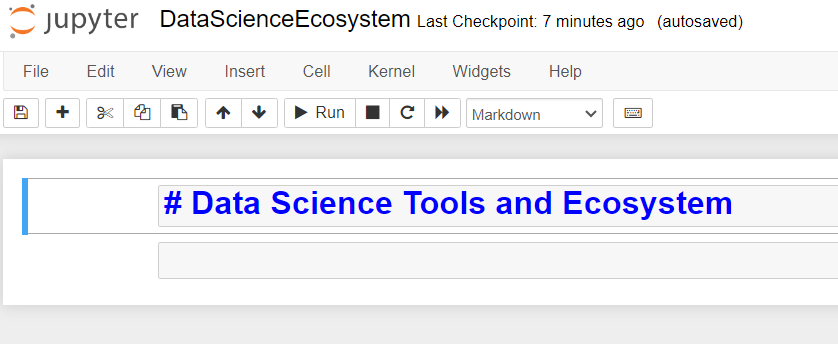 jupyter DataScienceEcosystem Last Checkpoint: 7 minutes ago (autosaved)
File Edit View Insert Cell Kernel Widgets Help
Run Markdown
# Data Science Tools and Ecosystem